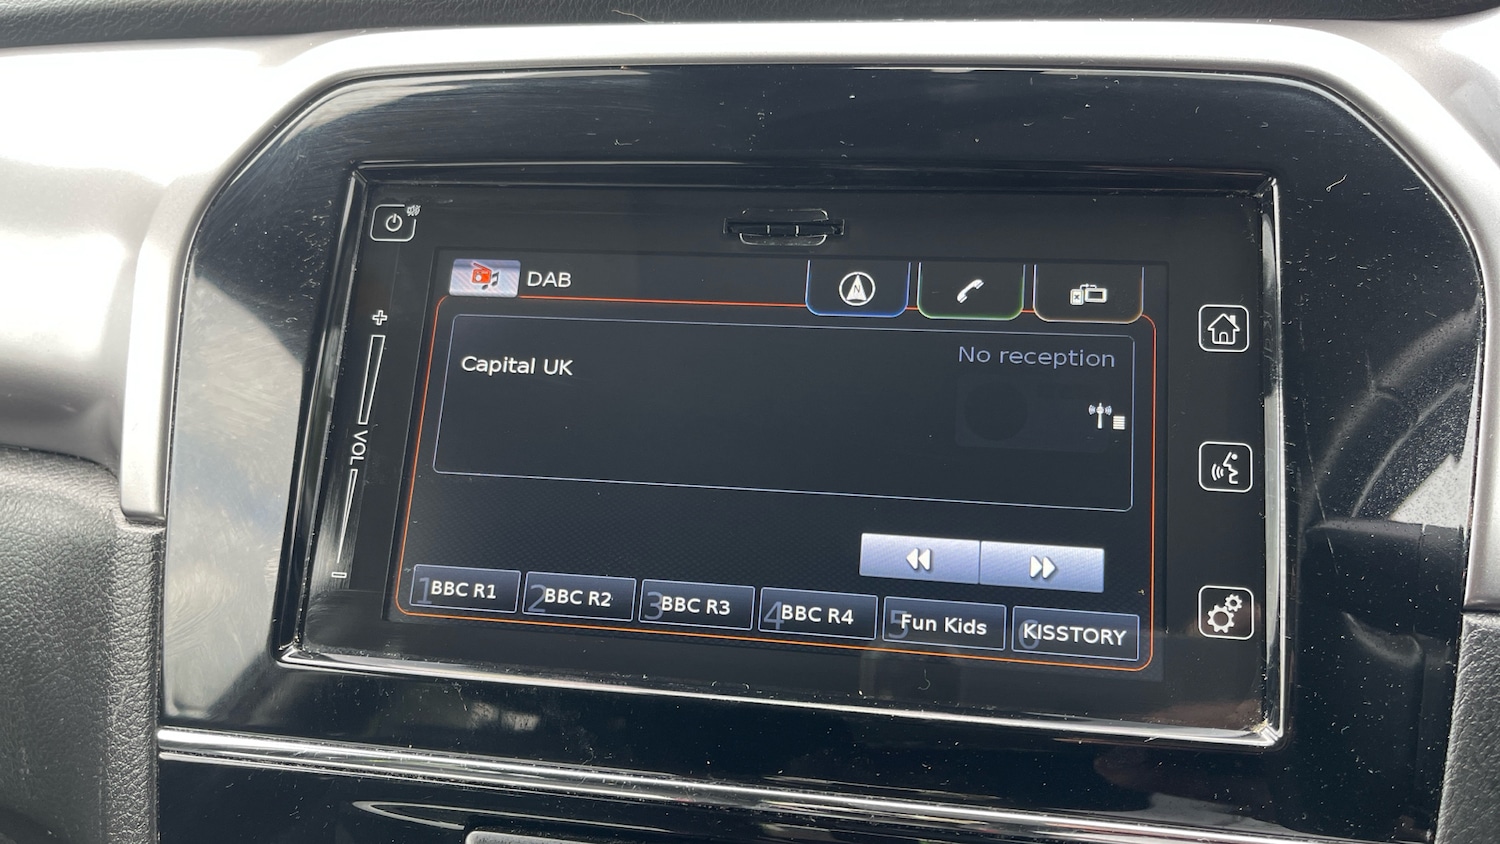 DAB
N
Capital UK
No reception
+
VOL
1 BBC R1
2 BBC R2
3 BBC R3
4 BBC R4
5 Fun Kids
6 KISSTORY